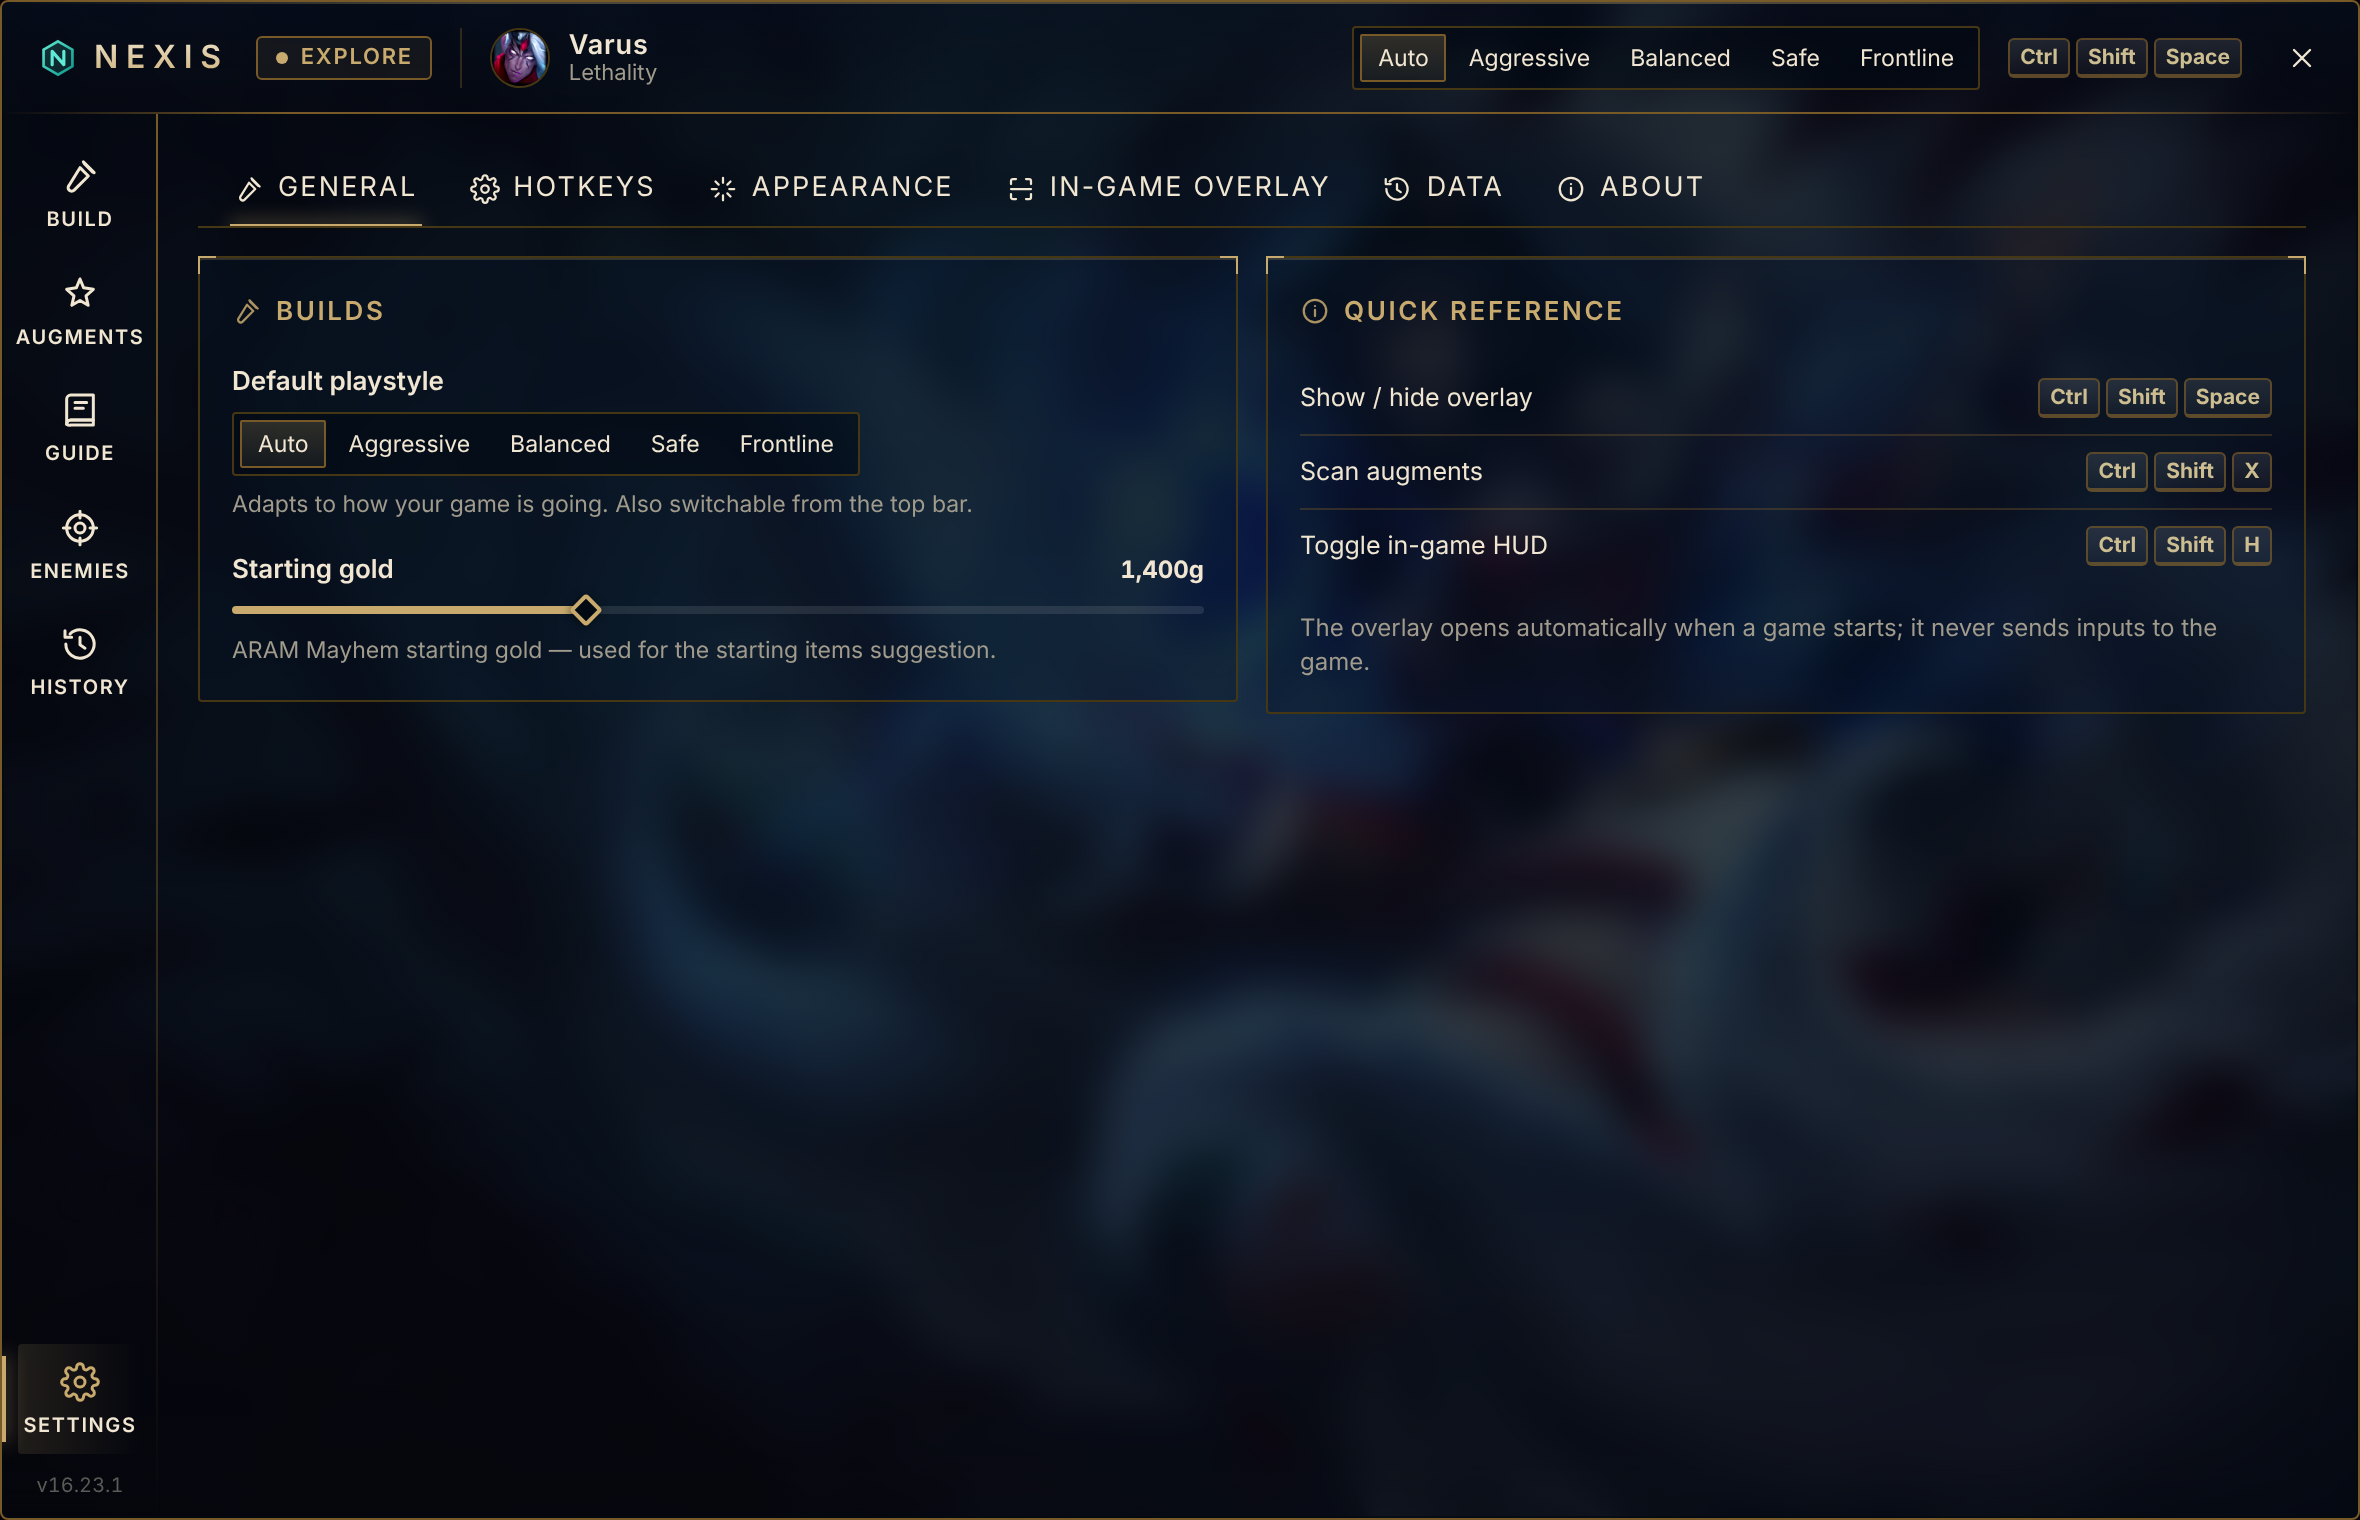 NEXIS
EXPLORE
Varus
Lethality
Auto Aggressive Balanced Safe Frontline
Ctrl Shift Space
BUILD
AUGMENTS
GUIDE
ENEMIES
HISTORY
SETTINGS
v16.23.1
GENERAL HOTKEYS APPEARANCE IN-GAME OVERLAY DATA ABOUT
BUILDS
Default playstyle
Auto Aggressive Balanced Safe Frontline
Adapts to how your game is going. Also switchable from the top bar.
Starting gold 1,400g
ARAM Mayhem starting gold — used for the starting items suggestion.
QUICK REFERENCE
Show / hide overlay Ctrl Shift Space
Scan augments Ctrl Shift X
Toggle in-game HUD Ctrl Shift H
The overlay opens automatically when a game starts; it never sends inputs to the
game.